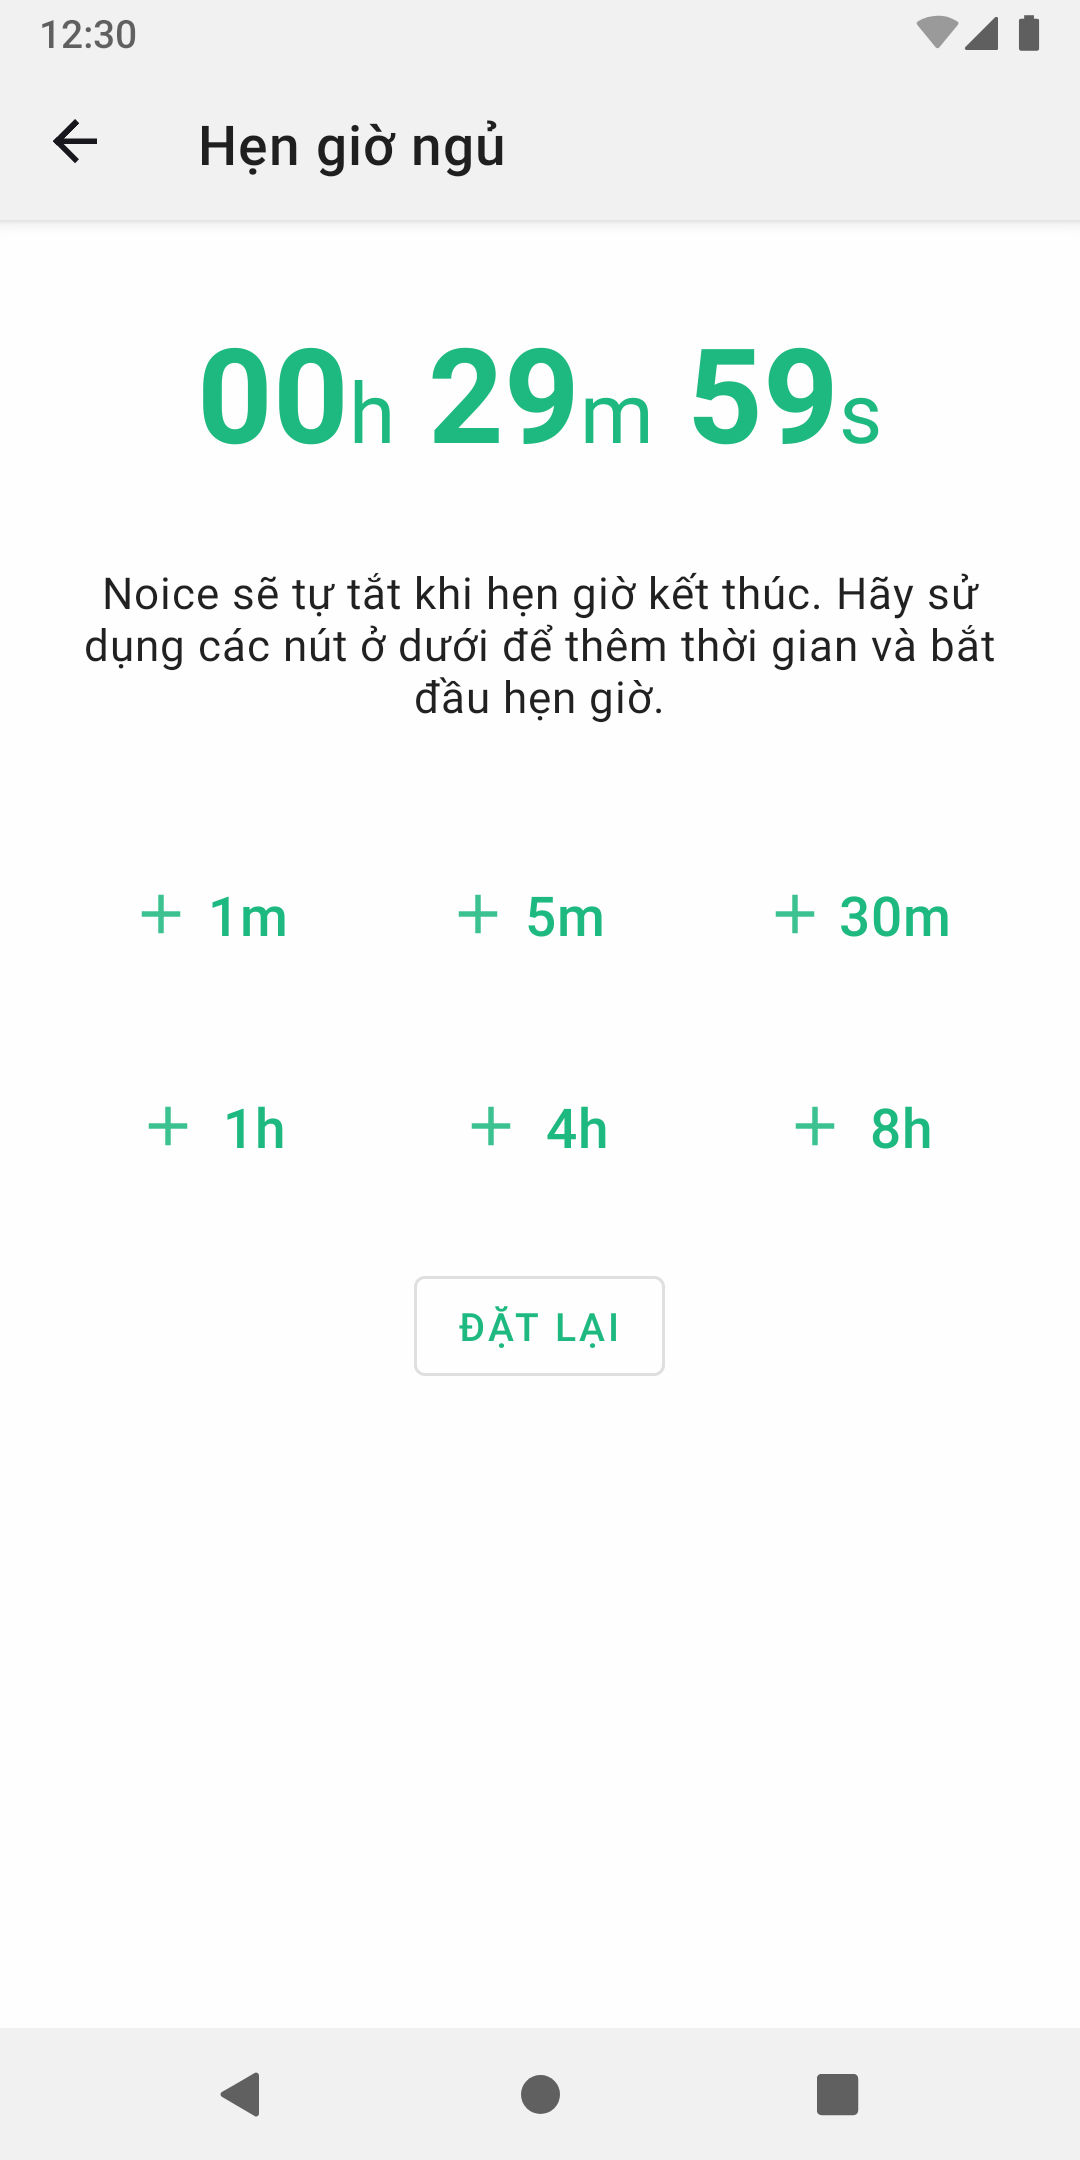 12:30
Hẹn giờ ngủ
00h 29m 59s
Noice sẽ tự tắt khi hẹn giờ kết thúc. Hãy sử
dụng các nút ở dưới để thêm thời gian và bắt
đầu hẹn giờ.
+ 1m + 5m + 30m
+ 1h + 4h + 8h
ĐẶT LẠI